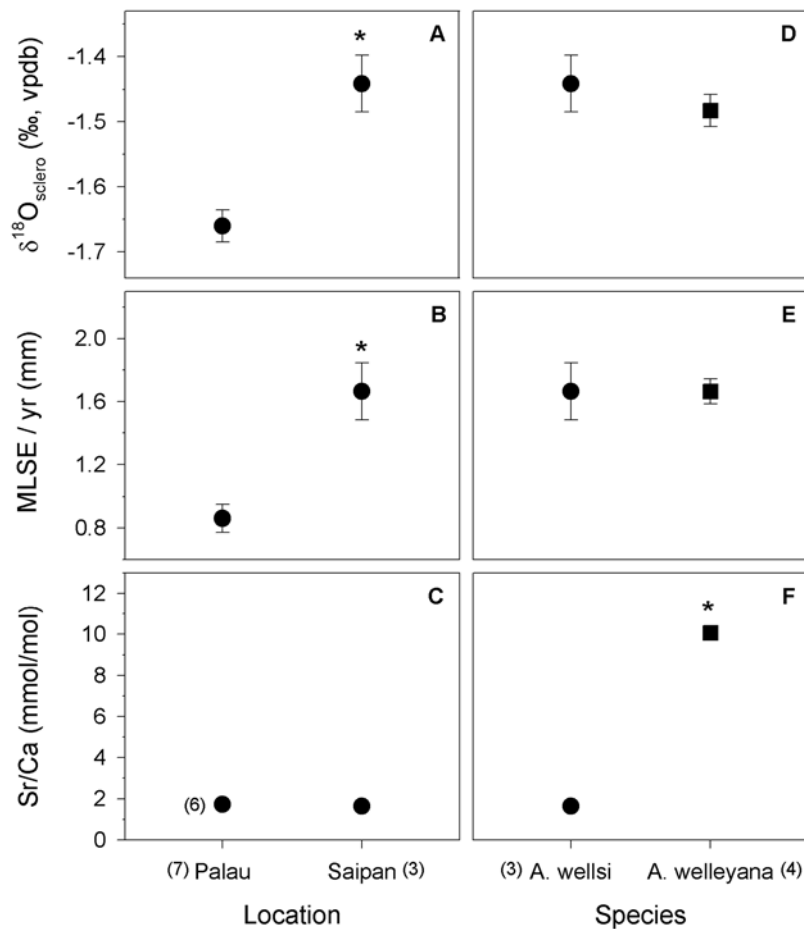 A
D
*
-1.4
-1.5
-1.6
-1.7
δ18Osclero (‰, vpdb)
B
E
*
2.0
1.6
1.2
0.8
MLSE / yr (mm)
C
F
*
12
10
8
6
4
2
0
Sr/Ca (mmol/mol)
(6)
(7) Palau
Saipan (3)
(3) A. wellsi
A. welleyana (4)
Location
Species